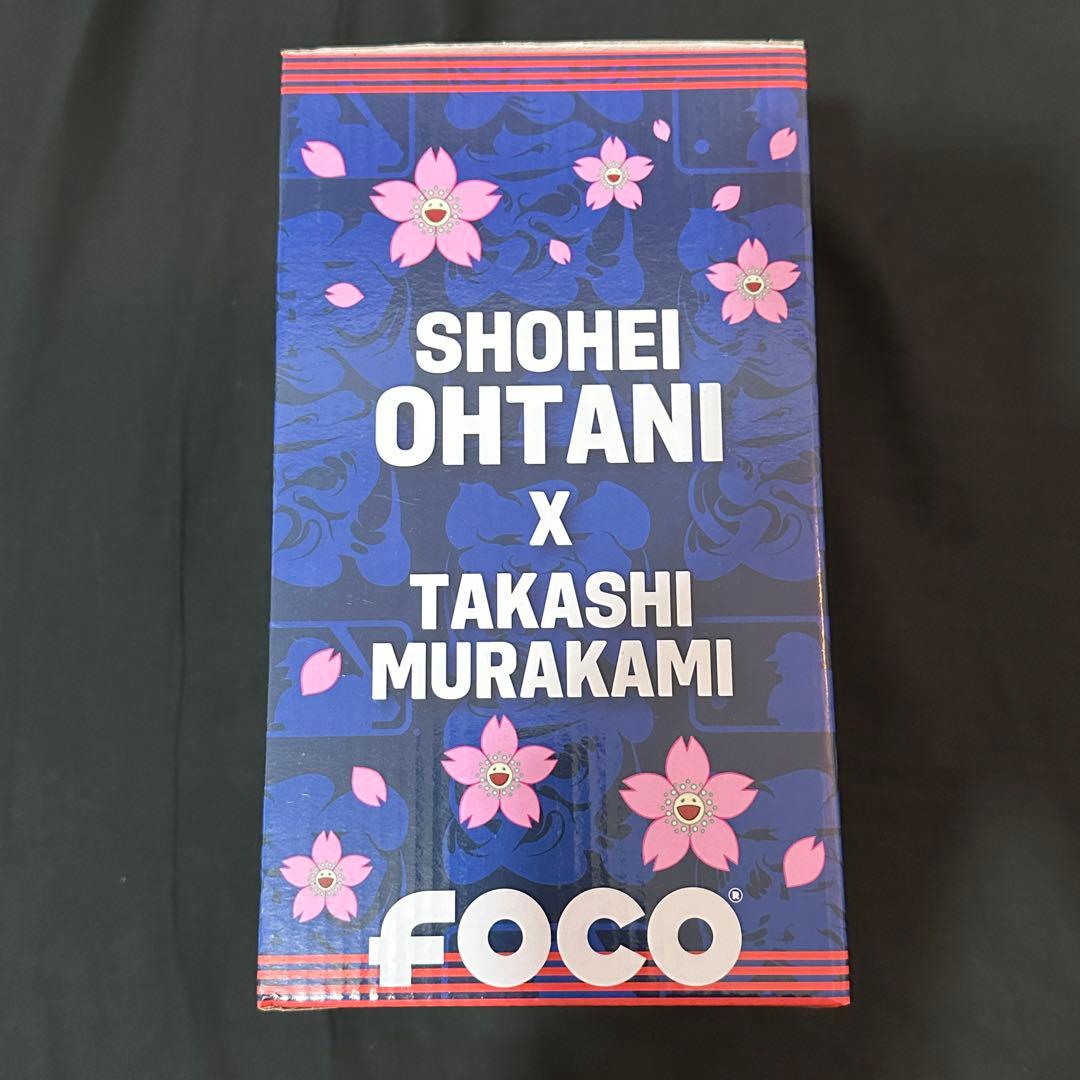 SHOHEI
OHTANI
X
TAKASHI
MURAKAMI
FOCO®